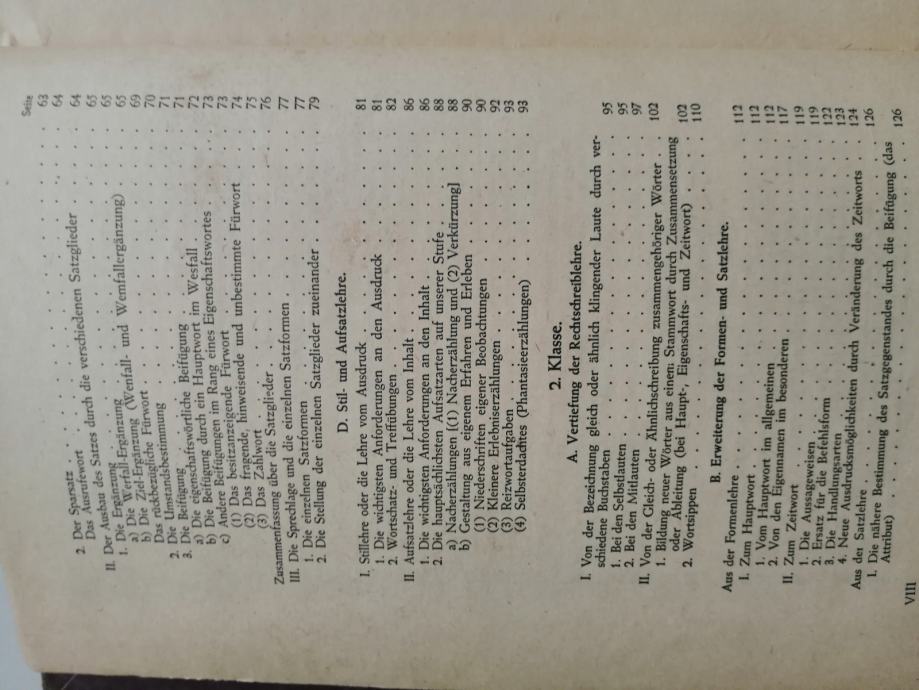 Seite
2. Der Sparsatz . . . . . . 63
Das Ausrufewort . . . . . . 64
II. Der Ausbau des Satzes durch die verschiedenen Satzglieder 64
1. Die Ergänzung . . . . . . 65
a) Die Wesfall-Ergänzung . . . . . . 65
b) Die Ziel-Ergänzung (Wenfall- und Wemfallergänzung) 65
Das rückbezügliche Fürwort . . . . . . 69
2. Die Umstandsbestimmung . . . . . . 70
3. Die Beifügung . . . . . . 71
a) Die eigenschaftswörtliche Beifügung . . . . . . 71
b) Die Beifügung durch ein Hauptwort im Wesfall . . . 72
c) Andere Beifügungen im Rang eines Eigenschaftswortes . 73
(1) Das besitzanzeigende Fürwort . . . . . . 73
(2) Das fragende, hinweisende und unbestimmte Fürwort 74
(3) Das Zahlwort . . . . . . 75
Zusammenfassung über die Satzglieder . . . . . . 76
III. Die Sprechlage und die einzelnen Satzformen . . . . 77
1. Die einzelnen Satzformen . . . . . . 77
2. Die Stellung der einzelnen Satzglieder zueinander . . . 79
D. Stil- und Aufsatzlehre.
I. Stillehre oder die Lehre vom Ausdruck . . . . . . 81
1. Die wichtigsten Anforderungen an den Ausdruck . . . 81
2. Wortschatz- und Treffübungen . . . . . . 82
II. Aufsatzlehre oder die Lehre vom Inhalt . . . . . . 86
1. Die wichtigsten Anforderungen an den Inhalt . . . . 86
2. Die hauptsächlichsten Aufsatzarten auf unserer Stufe . . 88
a) Nacherzählungen [(1) Nacherzählung und (2) Verkürzung] 88
b) Gestaltung aus eigenem Erfahren und Erleben . . . 90
(1) Niederschriften eigener Beobachtungen . . . . 90
(2) Kleinere Erlebniserzählungen . . . . . . 92
(3) Reizwortaufgaben . . . . . . 93
(4) Selbsterdachtes (Phantasieerzählungen) . . . . 93
2. Klasse.
A. Vertiefung der Rechtschreiblehre.
I. Von der Bezeichnung gleich oder ähnlich klingender Laute durch ver-
schiedene Buchstaben . . . . . . 95
1. Bei den Selbstlauten . . . . . . 95
2. Bei den Mitlauten . . . . . . 97
II. Von der Gleich- oder Ähnlichschreibung zusammengehöriger Wörter . 102
1. Bildung neuer Wörter aus einem Stammwort durch Zusammensetzung
oder Ableitung (bei Haupt-, Eigenschafts- und Zeitwort) . . 102
2. Wortsippen . . . . . . 110
B. Erweiterung der Formen- und Satzlehre.
Aus der Formenlehre . . . . . . 112
I. Zum Hauptwort . . . . . . 112
1. Vom Hauptwort im allgemeinen . . . . . . 112
2. Von den Eigennamen im besonderen . . . . . . 117
II. Zum Zeitwort . . . . . . 119
1. Die Aussageweisen . . . . . . 119
2. Ersatz für die Befehlsform . . . . . . 122
3. Die Handlungsarten . . . . . . 123
4. Neue Ausdrucksmöglichkeiten durch Veränderung des Zeitworts . 124
Aus der Satzlehre . . . . . . 126
I. Die nähere Bestimmung des Satzgegenstandes durch die Beifügung (das
Attribut) . . . . . . 126
VIII